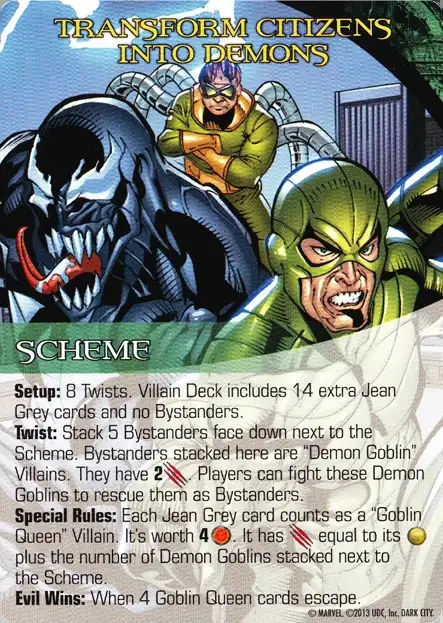 TRANSFORM CITIZENS
INTO DEMONS
SCHEME
Setup: 8 Twists. Villain Deck includes 14 extra Jean
Grey cards and no Bystanders.
Twist: Stack 5 Bystanders face down next to the
Scheme. Bystanders stacked here are “Demon Goblin”
Villains. They have 2. Players can fight these Demon
Goblins to rescue them as Bystanders.
Special Rules: Each Jean Grey card counts as a “Goblin
Queen” Villain. It's worth 4. It has equal to its
plus the number of Demon Goblins stacked next to
the Scheme.
Evil Wins: When 4 Goblin Queen cards escape.
© MARVEL. ©2013 UDC, Inc. DARK CITY.